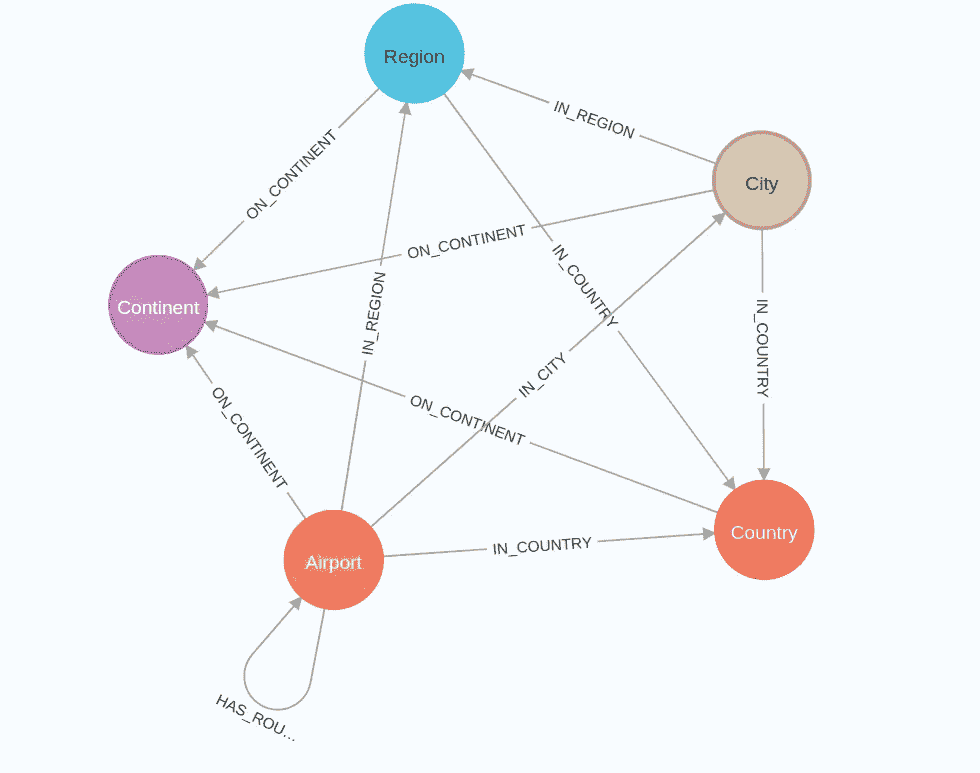 Region
IN_REGION
City
ON_CONTINENT
ON_CONTINENT
IN_COUNTRY
Continent
IN_REGION
IN_COUNTRY
IN_CITY
ON_CONTINENT
ON_CONTINENT
Country
IN_COUNTRY
Airport
HAS_ROU...